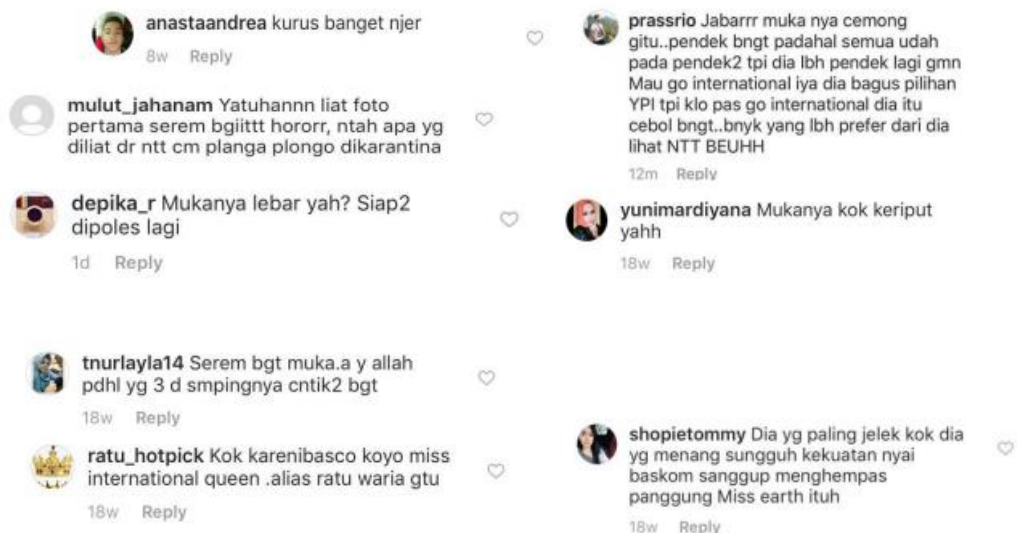 anastaandrea kurus banget njer
8w Reply
mulut_jahanam Yatuhannn liat foto
pertama serem bgiittt hororr, ntah apa yg
diliat dr ntt cm planga plongo dikarantina
depika_r Mukanya lebar yah? Siap2
dipoles lagi
1d Reply
tnurlayla14 Serem bgt muka.a y allah
pdhl yg 3 d smpingnya cntik2 bgt
18w Reply
ratu_hotpick Kok karenibasco koyo miss
international queen .alias ratu waria gtu
18w Reply
prassrio Jabarrr muka nya cemong
gitu..pendek bngt padahal semua udah
pada pendek2 tpi dia lbh pendek lagi gmn
Mau go international iya dia bagus pilihan
YPI tpi klo pas go international dia itu
cebol bngt..bnyk yang lbh prefer dari dia
lihat NTT BEUHH
12m Reply
yunimardiyana Mukanya kok keriput
yahh
18w Reply
shopietommy Dia yg paling jelek kok dia
yg menang sungguh kekuatan nyai
baskom sanggup menghempas
panggung Miss earth ituh
18w Reply